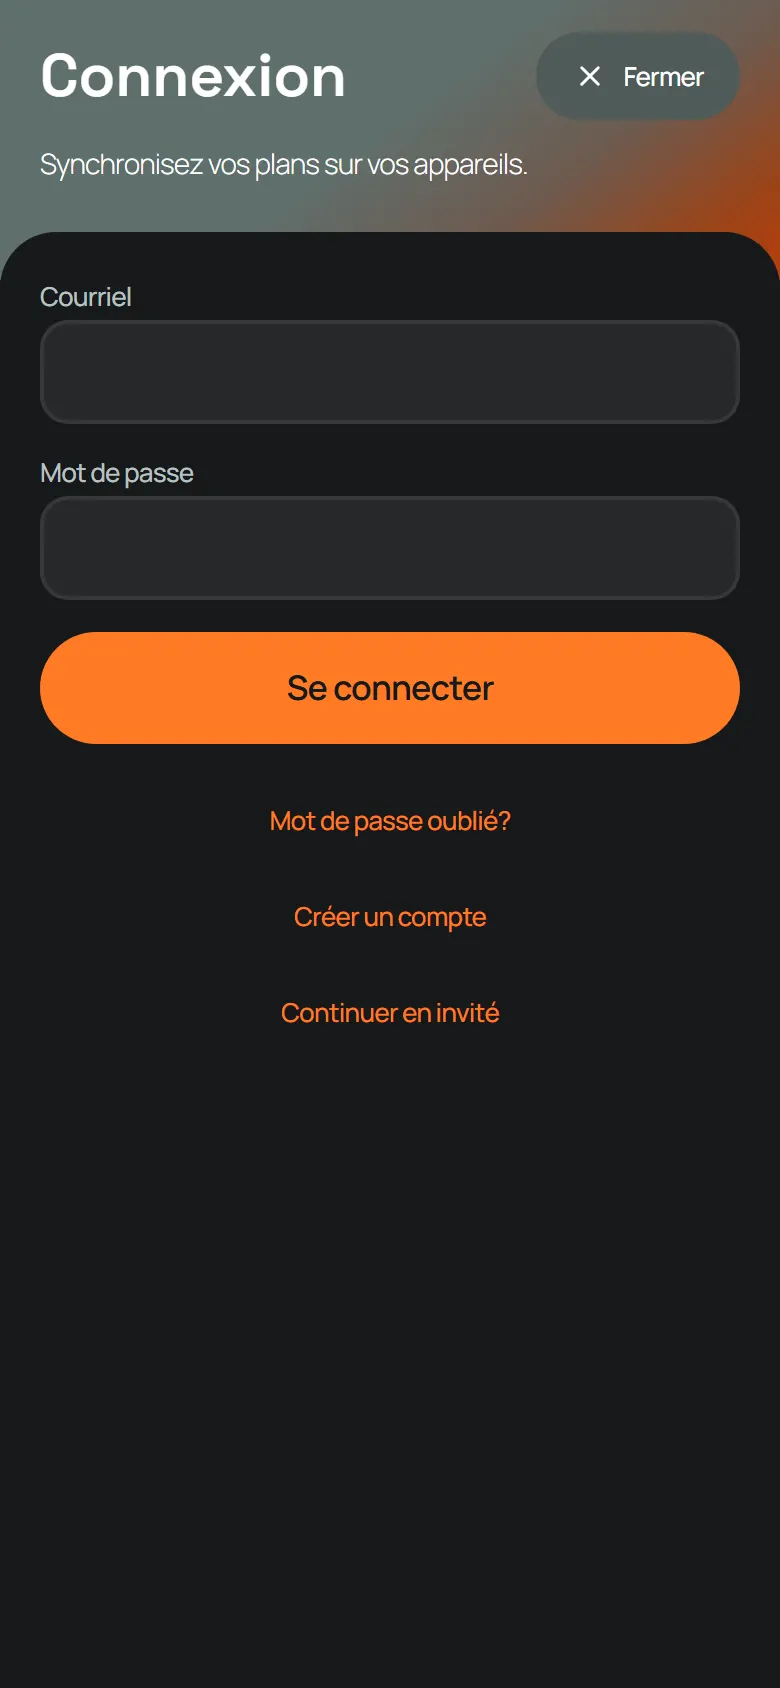 Connexion
Fermer
Synchronisez vos plans sur vos appareils.
Courriel
Mot de passe
Se connecter
Mot de passe oublié?
Créer un compte
Continuer en invité